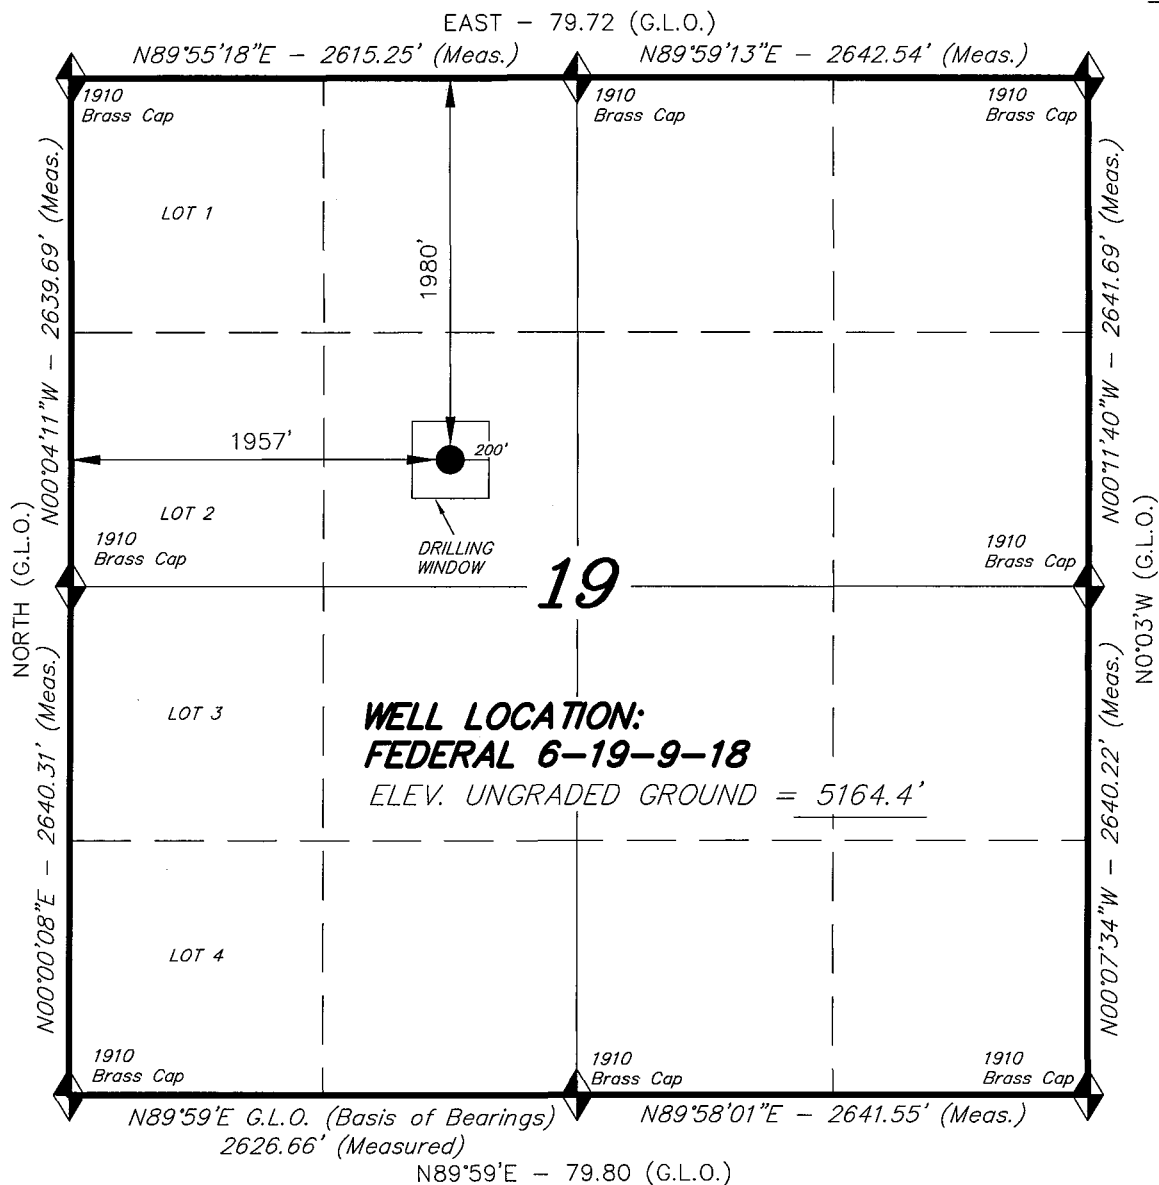 EAST – 79.72 (G.L.O.)
N89°55'18"E – 2615.25' (Meas.)
N89°59'13"E – 2642.54' (Meas.)
1910
Brass Cap
1910
Brass Cap
1910
Brass Cap
N00°04'11"W – 2639.69' (Meas.)
LOT 1
1980'
N00°11'40"W – 2641.69' (Meas.)
1957'
200'
LOT 2
DRILLING
WINDOW
1910
Brass Cap
1910
Brass Cap
NORTH (G.L.O.)
19
N0°03'W (G.L.O.)
N00°00'08"E – 2640.31' (Meas.)
LOT 3
WELL LOCATION:
FEDERAL 6–19–9–18
ELEV. UNGRADED GROUND = 5164.4'
N00°07'34"W – 2640.22' (Meas.)
LOT 4
1910
Brass Cap
1910
Brass Cap
1910
Brass Cap
N89°59'E G.L.O. (Basis of Bearings)
2626.66' (Measured)
N89°58'01"E – 2641.55' (Meas.)
N89°59'E – 79.80 (G.L.O.)